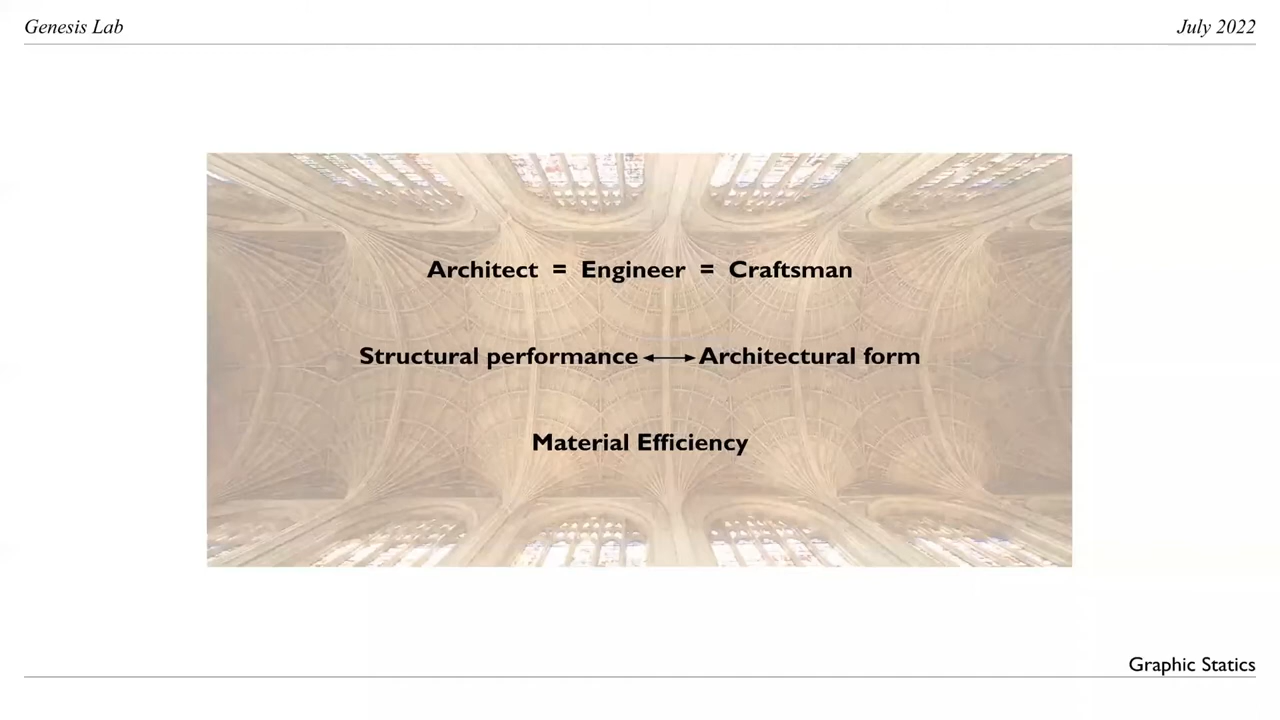 Genesis Lab
July 2022
Architect = Engineer = Craftsman
Structural performance ⟷ Architectural form
Material Efficiency
Graphic Statics